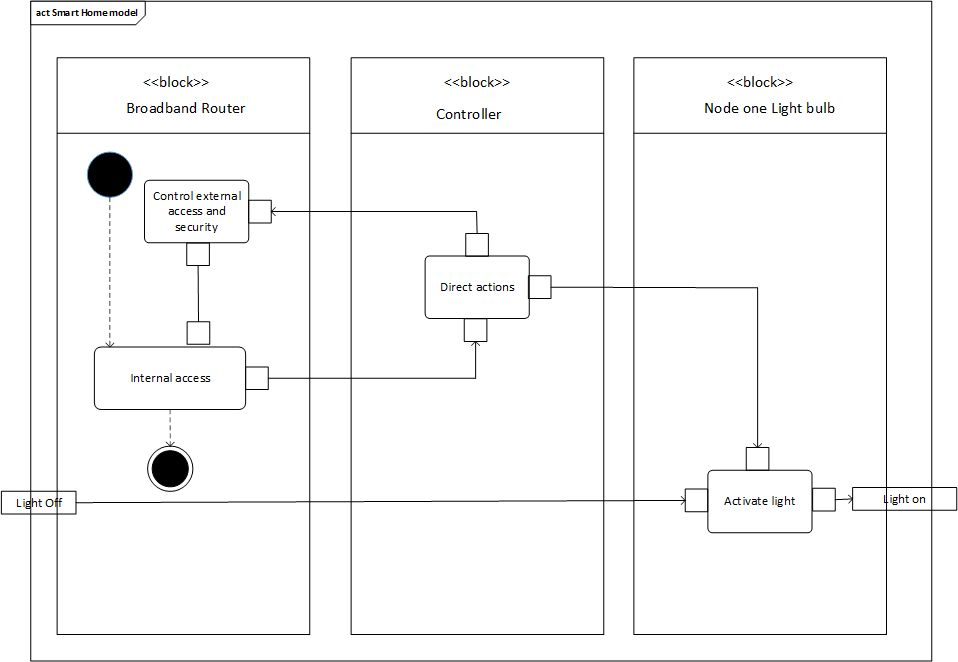 act Smart Home model
<<block>>
Broadband Router
<<block>>
Controller
<<block>>
Node one Light bulb
Control external
access and
security
Direct actions
Internal access
Light Off
Activate light
Light on